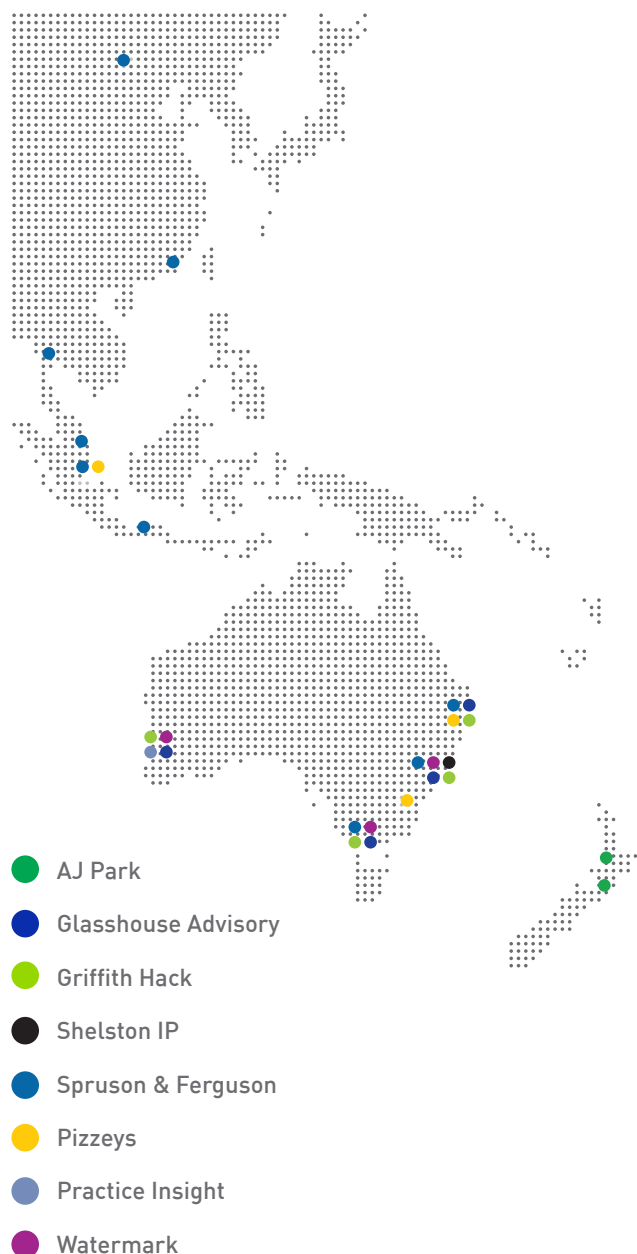 AJ Park
Glasshouse Advisory
Griffith Hack
Shelston IP
Spruson & Ferguson
Pizzeys
Practice Insight
Watermark